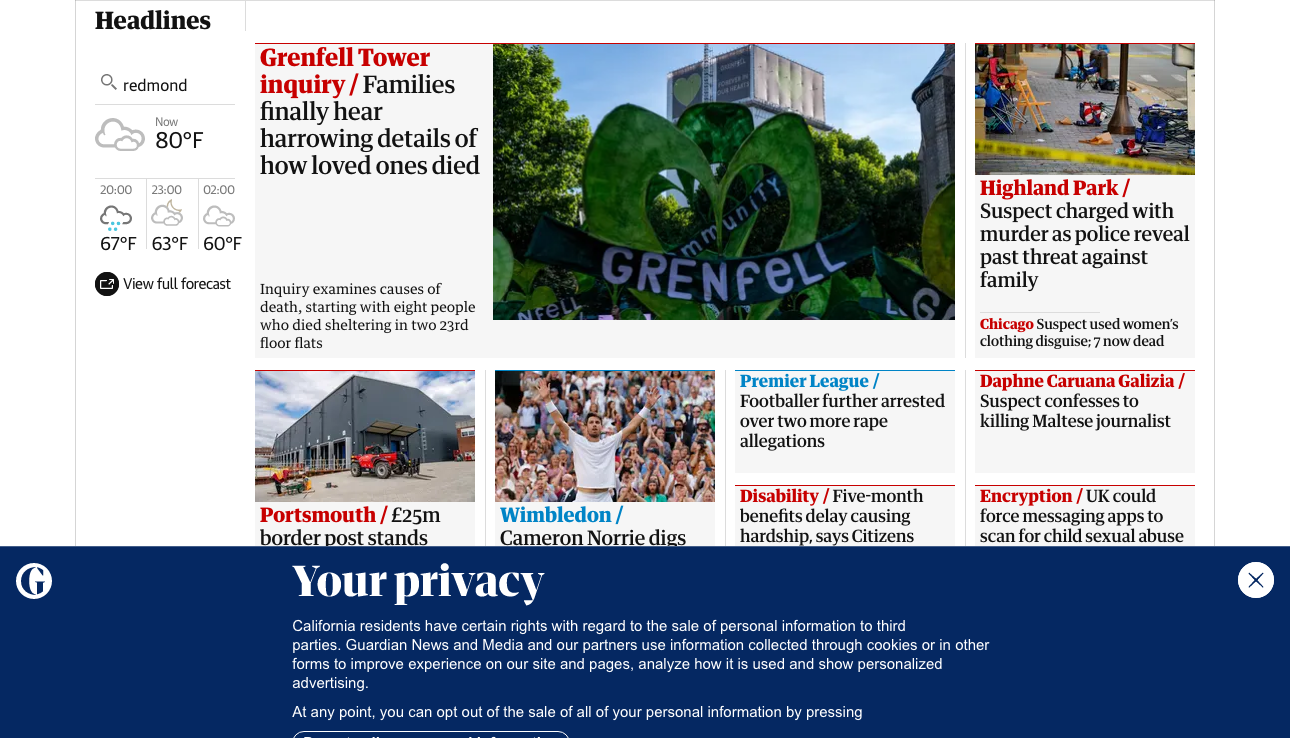 Headlines
redmond
Now
80°F
20:00
23:00
02:00
67°F
63°F
60°F
View full forecast
Grenfell Tower
inquiry / Families
finally hear
harrowing details of
how loved ones died
Inquiry examines causes of
death, starting with eight people
who died sheltering in two 23rd
floor flats
GRENFELL
FOREVER IN
OUR HEARTS
Community
GRENFELL
Highland Park /
Suspect charged with
murder as police reveal
past threat against
family
Chicago Suspect used women’s
clothing disguise; 7 now dead
Portsmouth / £25m
border post stands
Wimbledon /
Cameron Norrie digs
Premier League /
Footballer further arrested
over two more rape
allegations
Daphne Caruana Galizia /
Suspect confesses to
killing Maltese journalist
Disability / Five-month
benefits delay causing
hardship, says Citizens
Encryption / UK could
force messaging apps to
scan for child sexual abuse
Your privacy
California residents have certain rights with regard to the sale of personal information to third
parties. Guardian News and Media and our partners use information collected through cookies or in other
forms to improve experience on our site and pages, analyze how it is used and show personalized
advertising.
At any point, you can opt out of the sale of all of your personal information by pressing